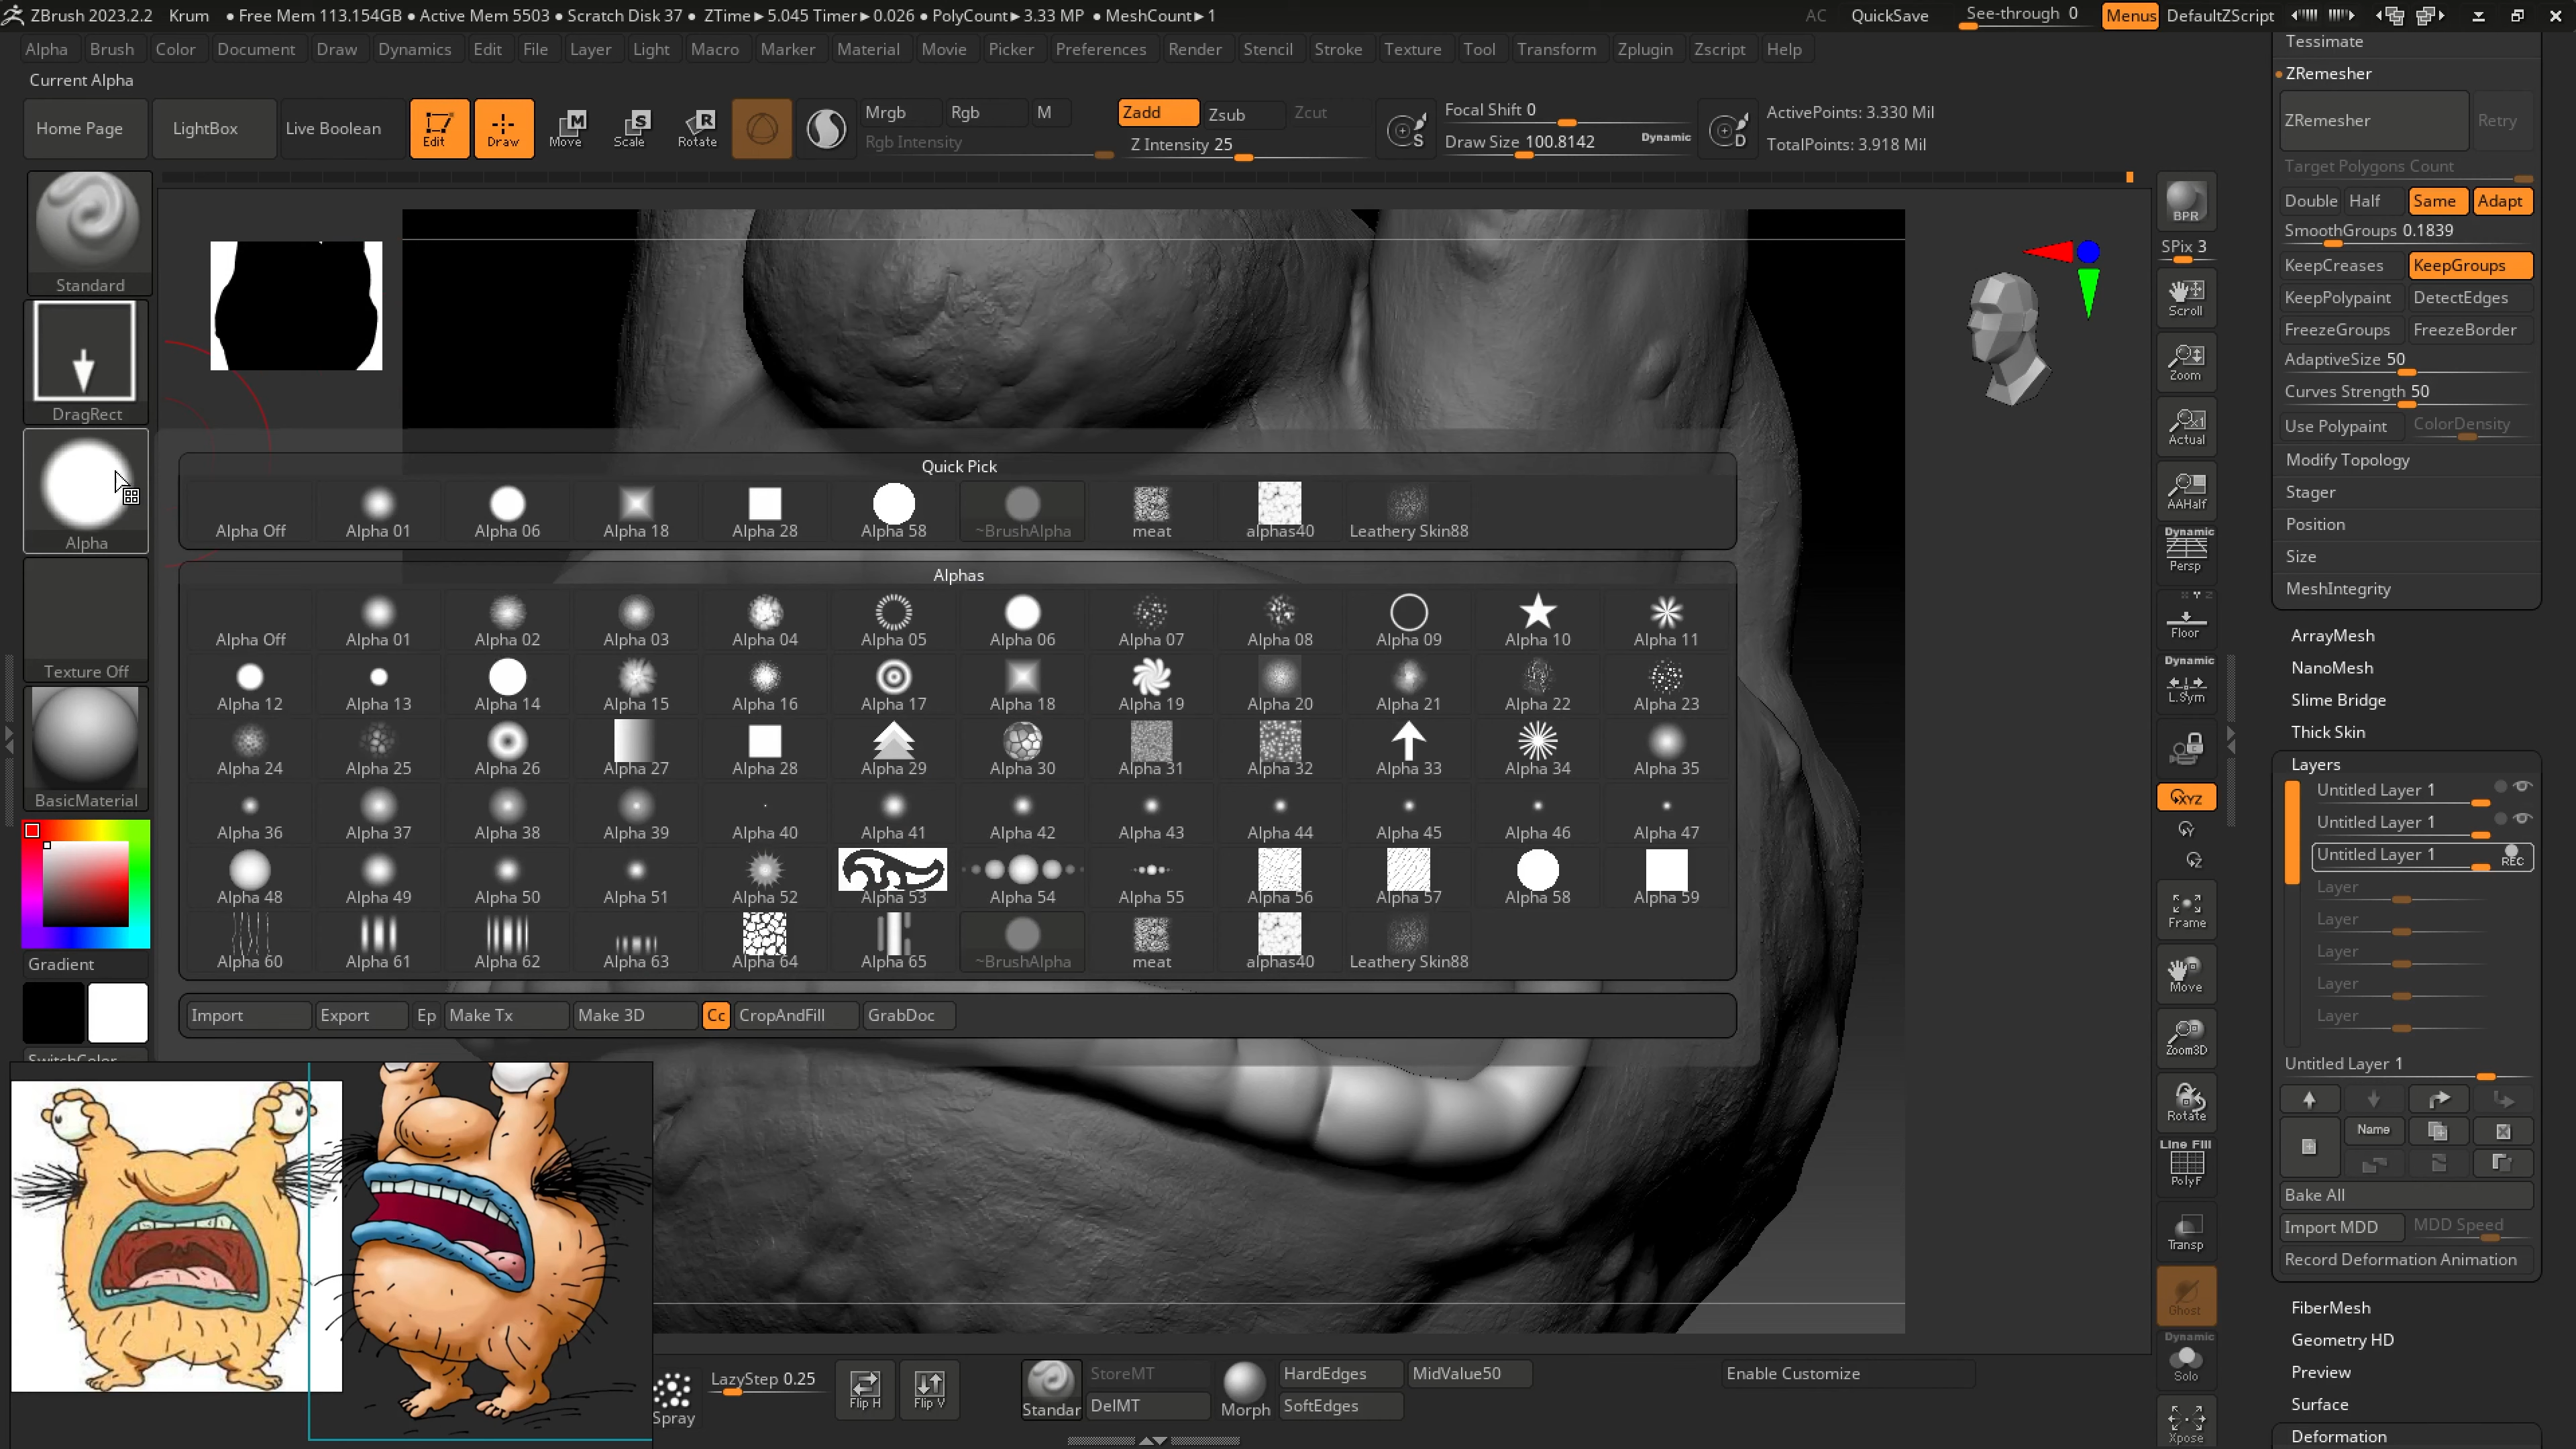 ZBrush 2023.2.2 Krum ● Free Mem 113.154GB ● Active Mem 5503 ● Scratch Disk 37 ● ZTime►5.045 Timer►0.026 ● PolyCount►3.33 MP ● MeshCount►1 AC QuickSave See-through 0 Menus DefaultZScript
Alpha Brush Color Document Draw Dynamics Edit File Layer Light Macro Marker Material Movie Picker Preferences Render Stencil Stroke Texture Tool Transform Zplugin Zscript Help
Current Alpha
Home Page LightBox Live Boolean Edit Draw Move Scale Rotate
M S R
Mrgb Rgb M
Rgb Intensity
Zadd Zsub Zcut
Z Intensity 25
S
Focal Shift 0
Draw Size 100.8142 Dynamic
D
ActivePoints: 3.330 Mil
TotalPoints: 3.918 Mil
Standard
DragRect
Alpha
Texture Off
BasicMaterial
Gradient
SwitchColor
Quick Pick
Alpha Off Alpha 01 Alpha 06 Alpha 18 Alpha 28 Alpha 58 ~BrushAlpha meat alphas40 Leathery Skin88
Alphas
Alpha Off Alpha 01 Alpha 02 Alpha 03 Alpha 04 Alpha 05 Alpha 06 Alpha 07 Alpha 08 Alpha 09 Alpha 10 Alpha 11
Alpha 12 Alpha 13 Alpha 14 Alpha 15 Alpha 16 Alpha 17 Alpha 18 Alpha 19 Alpha 20 Alpha 21 Alpha 22 Alpha 23
Alpha 24 Alpha 25 Alpha 26 Alpha 27 Alpha 28 Alpha 29 Alpha 30 Alpha 31 Alpha 32 Alpha 33 Alpha 34 Alpha 35
Alpha 36 Alpha 37 Alpha 38 Alpha 39 Alpha 40 Alpha 41 Alpha 42 Alpha 43 Alpha 44 Alpha 45 Alpha 46 Alpha 47
Alpha 48 Alpha 49 Alpha 50 Alpha 51 Alpha 52 Alpha 53 Alpha 54 Alpha 55 Alpha 56 Alpha 57 Alpha 58 Alpha 59
Alpha 60 Alpha 61 Alpha 62 Alpha 63 Alpha 64 Alpha 65 ~BrushAlpha meat alphas40 Leathery Skin88
Import Export Ep Make Tx Make 3D Cc CropAndFill GrabDoc
Spray
LazyStep 0.25
Flip H
Flip V
Standar
StoreMT
DelMT
Morph
HardEdges MidValue50
SoftEdges
Enable Customize
BPR
SPix 3
Scroll
Zoom
Actual
AAHalf
Dynamic
Persp
Floor
Dynamic
L.Sym
XYZ
Y
Z
Frame
Move
Zoom3D
Rotate
Line Fill
PolyF
Transp
Ghost
Dynamic
Solo
Xpose
Tessimate
ZRemesher
ZRemesher Retry
Target Polygons Count
Double Half Same Adapt
SmoothGroups 0.1839
KeepCreases KeepGroups
KeepPolypaint DetectEdges
FreezeGroups FreezeBorder
AdaptiveSize 50
Curves Strength 50
Use Polypaint ColorDensity
Modify Topology
Stager
Position
Size
MeshIntegrity
ArrayMesh
NanoMesh
Slime Bridge
Thick Skin
Layers
Untitled Layer 1
Untitled Layer 1
Untitled Layer 1 REC
Layer
Layer
Layer
Layer
Layer
Untitled Layer 1
Name
Bake All
Import MDD MDD Speed
Record Deformation Animation
FiberMesh
Geometry HD
Preview
Surface
Deformation